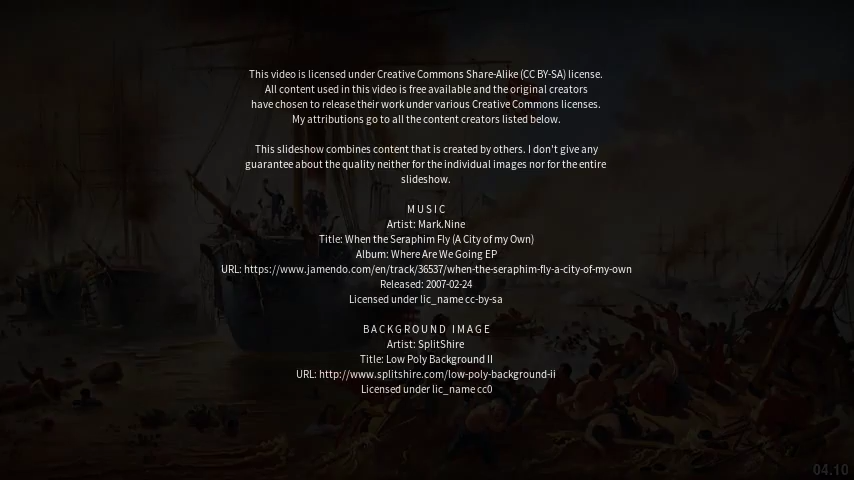 This video is licensed under Creative Commons Share-Alike (CC BY-SA) license.
All content used in this video is free available and the original creators
have chosen to release their work under various Creative Commons licenses.
My attributions go to all the content creators listed below.
This slideshow combines content that is created by others. I don't give any
guarantee about the quality neither for the individual images nor for the entire
slideshow.
MUSIC
Artist: Mark.Nine
Title: When the Seraphim Fly (A City of my Own)
Album: Where Are We Going EP
URL: https://www.jamendo.com/en/track/36537/when-the-seraphim-fly-a-city-of-my-own
Released: 2007-02-24
Licensed under lic_name cc-by-sa
BACKGROUND IMAGE
Artist: SplitShire
Title: Low Poly Background II
URL: http://www.splitshire.com/low-poly-background-ii
Licensed under lic_name cc0
04.10